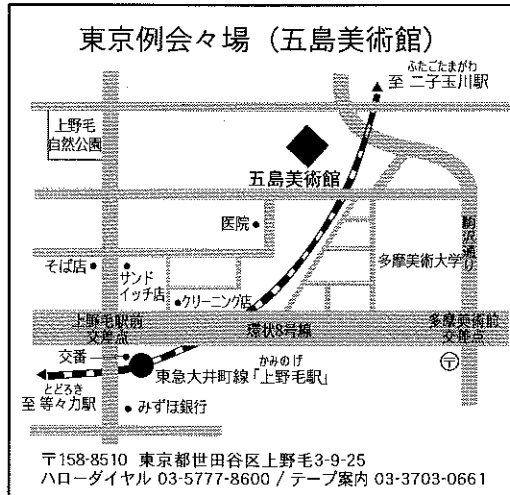 東京例会々場（五島美術館）
ふたごたまがわ
至 二子玉川駅
上野毛
自然公園
五島美術館
医院
駒沢通り
多摩美術大学
そば店
サンド
イッチ店
クリーニング店
上野毛駅前
交差点
環状8号線
多摩美術前
交差点
交番
かみのげ
東急大井町線「上野毛駅」
〒
とどろき
至 等々力駅
みずほ銀行
〒158-8510 東京都世田谷区上野毛3-9-25
ハローダイヤル 03-5777-8600 / テープ案内 03-3703-0661